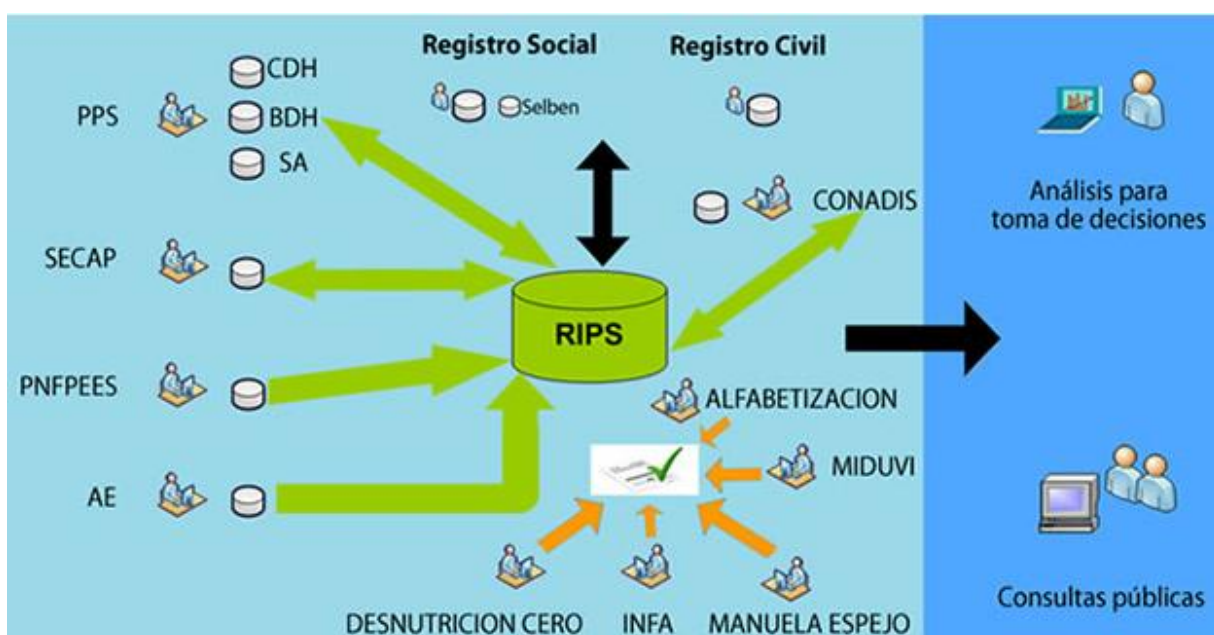 Registro Social
Registro Civil
CDH
PPS
BDH
SA
Selben
CONADIS
Análisis para
toma de decisiones
SECAP
RIPS
PNFPEES
ALFABETIZACION
MIDUVI
AE
DESNUTRICION CERO
INFA
MANUELA ESPEJO
Consultas públicas